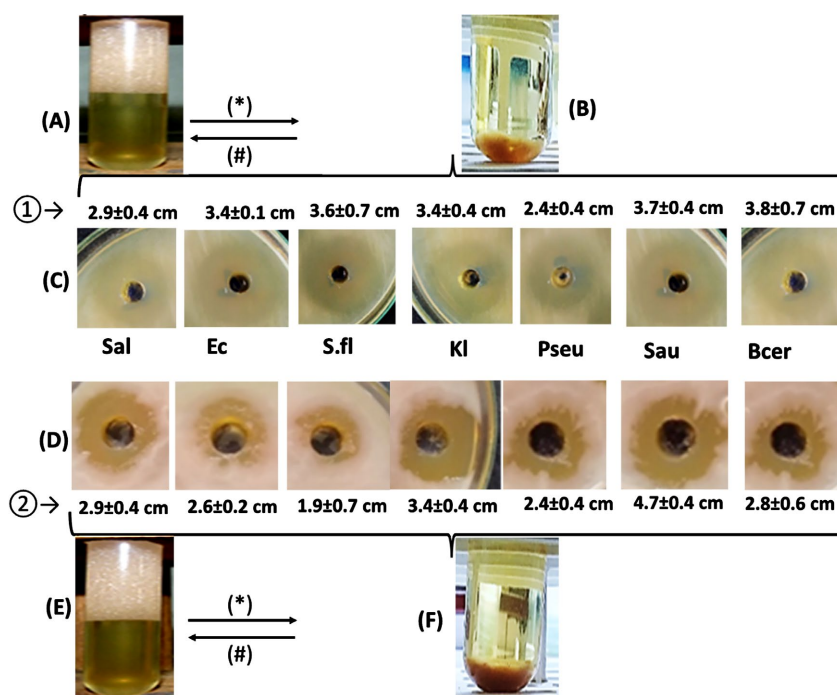 (A)
(*)
(#)
(B)
①→ 2.9±0.4 cm 3.4±0.1 cm 3.6±0.7 cm 3.4±0.4 cm 2.4±0.4 cm 3.7±0.4 cm 3.8±0.7 cm
(C)
Sal Ec S.fl Kl Pseu Sau Bcer
(D)
②→ 2.9±0.4 cm 2.6±0.2 cm 1.9±0.7 cm 3.4±0.4 cm 2.4±0.4 cm 4.7±0.4 cm 2.8±0.6 cm
(E)
(*)
(#)
(F)